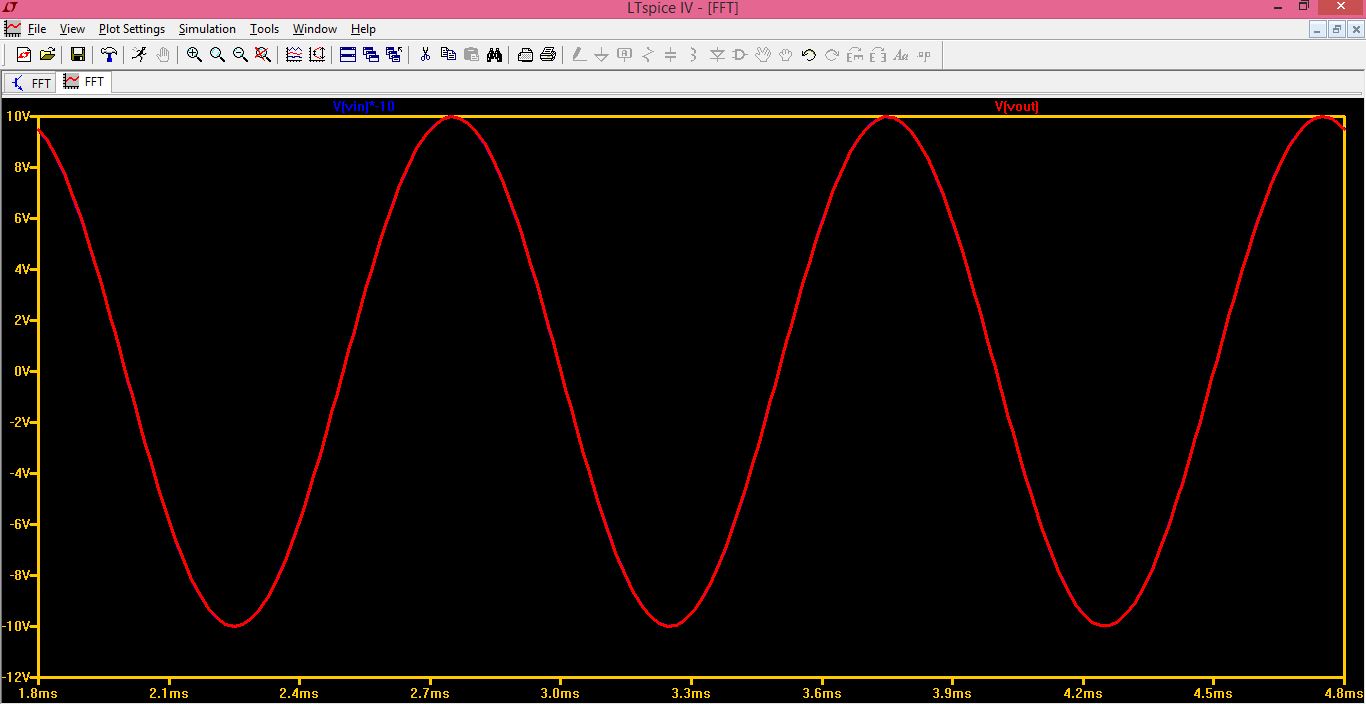 LTspice IV - [FFT]
File View Plot Settings Simulation Tools Window Help
FFT FFT
V(vin)*-10 V(vout)
10V
8V
6V
4V
2V
0V
-2V
-4V
-6V
-8V
-10V
-12V
1.8ms 2.1ms 2.4ms 2.7ms 3.0ms 3.3ms 3.6ms 3.9ms 4.2ms 4.5ms 4.8ms